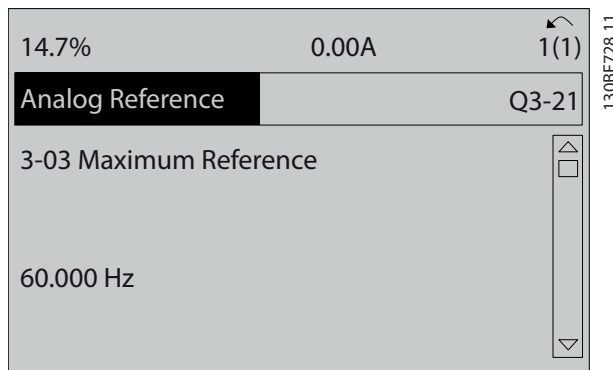 14.7% 0.00A 1(1)
Analog Reference Q3-21
3-03 Maximum Reference
60.000 Hz
130BF728.11